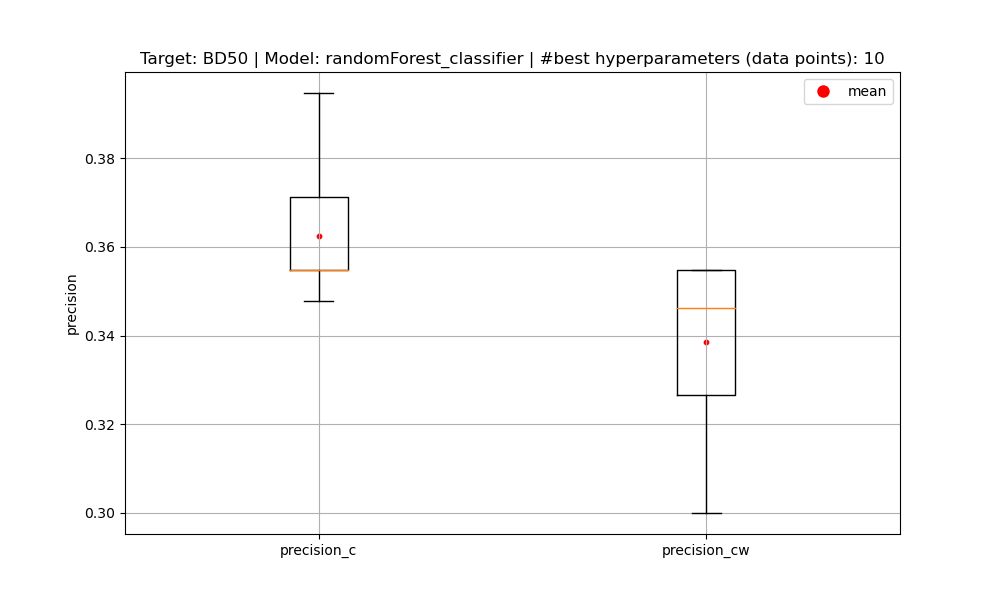 Target: BD50 | Model: randomForest_classifier | #best hyperparameters (data points): 10
mean
0.38
0.36
0.34
0.32
0.30
precision
precision_c
precision_cw